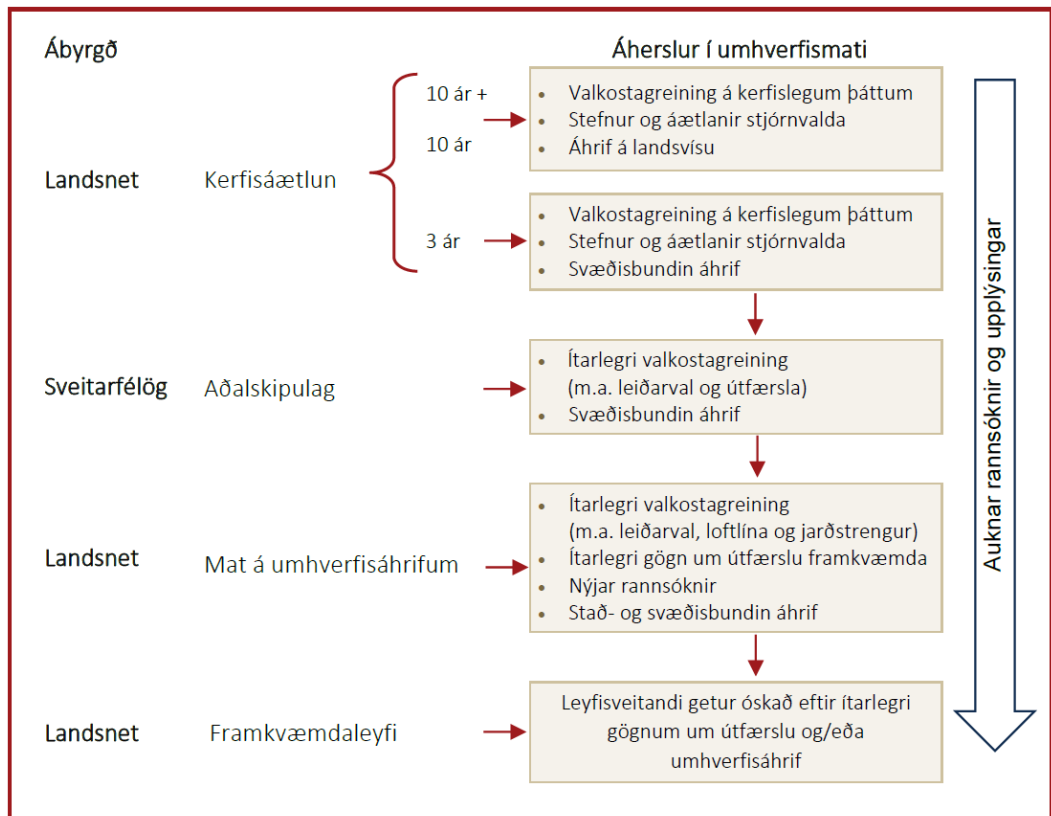 Ábyrgð
Áherslur í umhverfismati
Landsnet
Kerfisáætlun
10 ár +
10 ár
• Valkostagreining á kerfislegum þáttum
• Stefnur og áætlanir stjórnvalda
• Áhrif á landsvísu
3 ár
• Valkostagreining á kerfislegum þáttum
• Stefnur og áætlanir stjórnvalda
• Svæðisbundin áhrif
Sveitarfélög
Aðalskipulag
• Ítarlegri valkostagreining
(m.a. leiðarval og útfærsla)
• Svæðisbundin áhrif
Landsnet
Mat á umhverfisáhrifum
• Ítarlegri valkostagreining
(m.a. leiðarval, loftlína og jarðstrengur)
• Ítarlegri gögn um útfærslu framkvæmda
• Nýjar rannsóknir
• Stað- og svæðisbundin áhrif
Landsnet
Framkvæmdaleyfi
Leyfisveitandi getur óskað eftir ítarlegri
gögnum um útfærslu og/eða
umhverfisáhrif
Auknar rannsóknir og upplýsingar